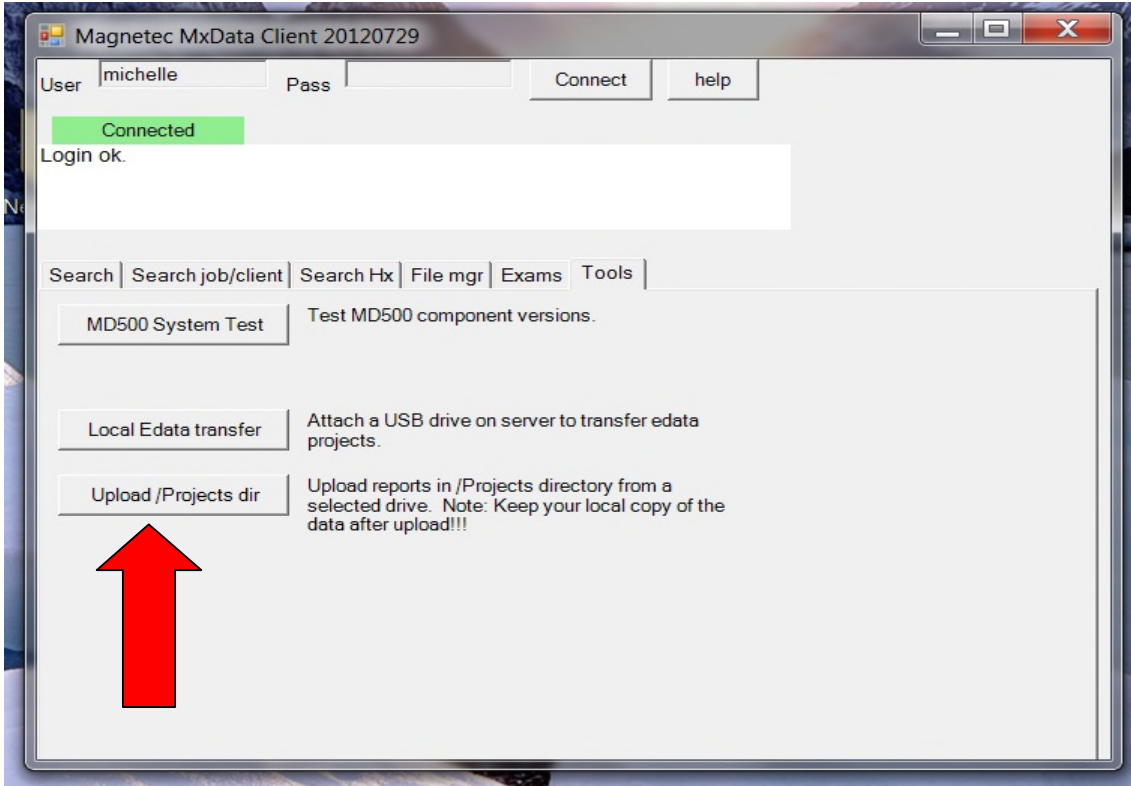 Magnetec MxData Client 20120729
User michelle Pass Connect help
Connected
Login ok.
Ne
Search Search job/client Search Hx File mgr Exams Tools
MD500 System Test Test MD500 component versions.
Local Edata transfer Attach a USB drive on server to transfer edata
projects.
Upload /Projects dir Upload reports in /Projects directory from a
selected drive. Note: Keep your local copy of the
data after upload!!!